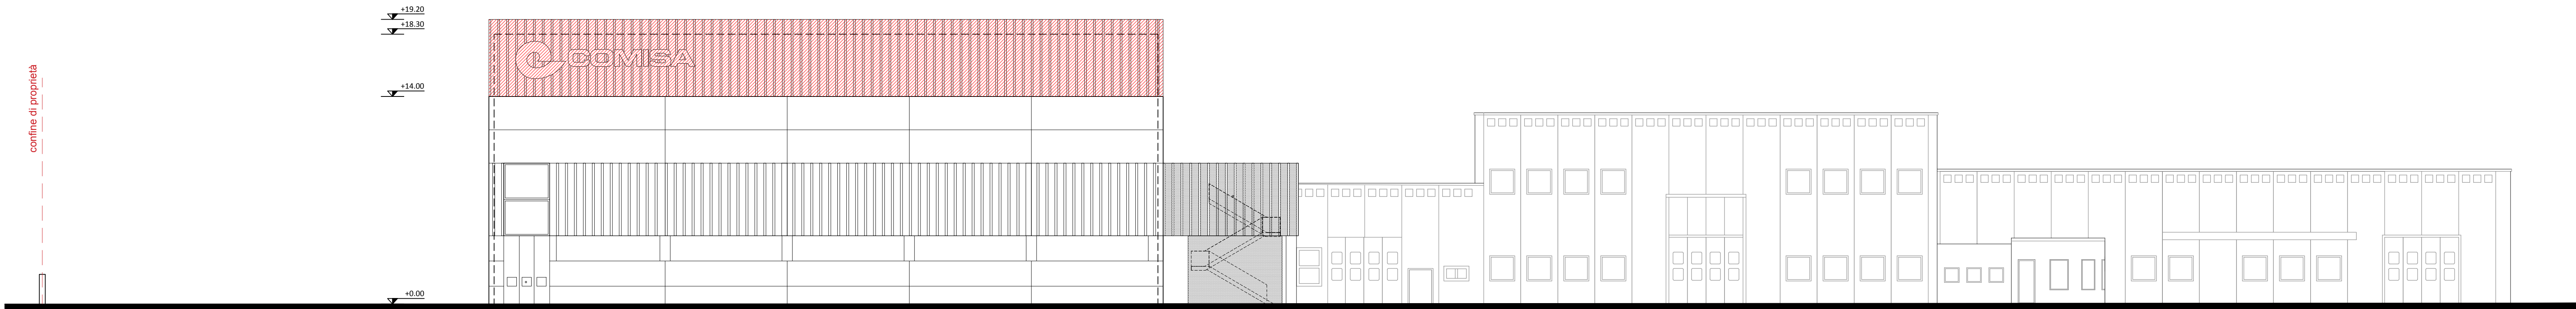 +19.20
+18.30
COMISA
confine di proprietà
+14.00
+0.00